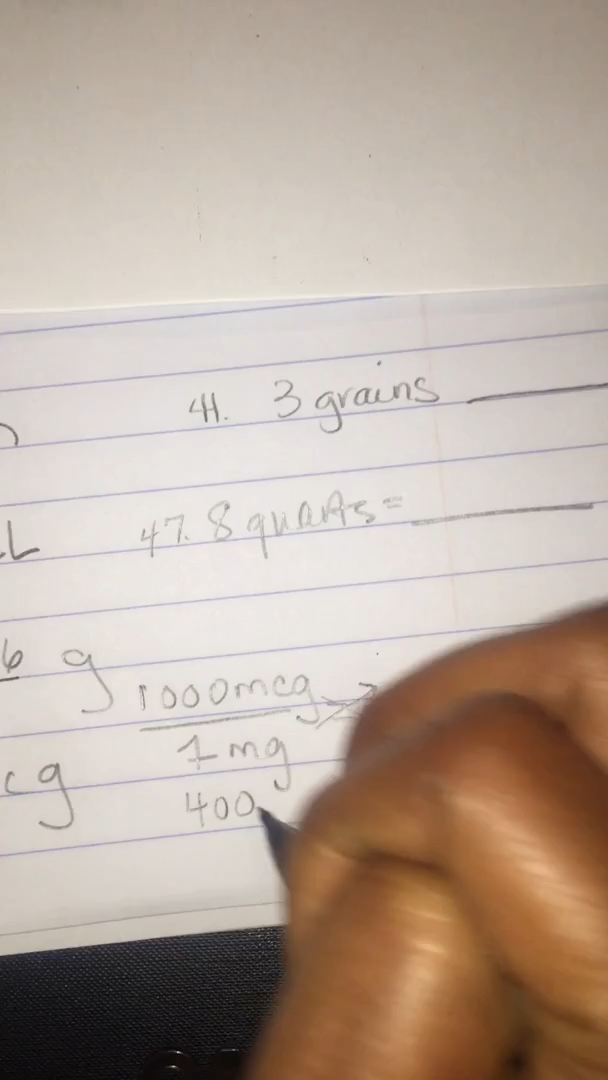 41. 3 grains
L 47. 8 quarts =
6 g 1000mcg
1 mg
cg 400